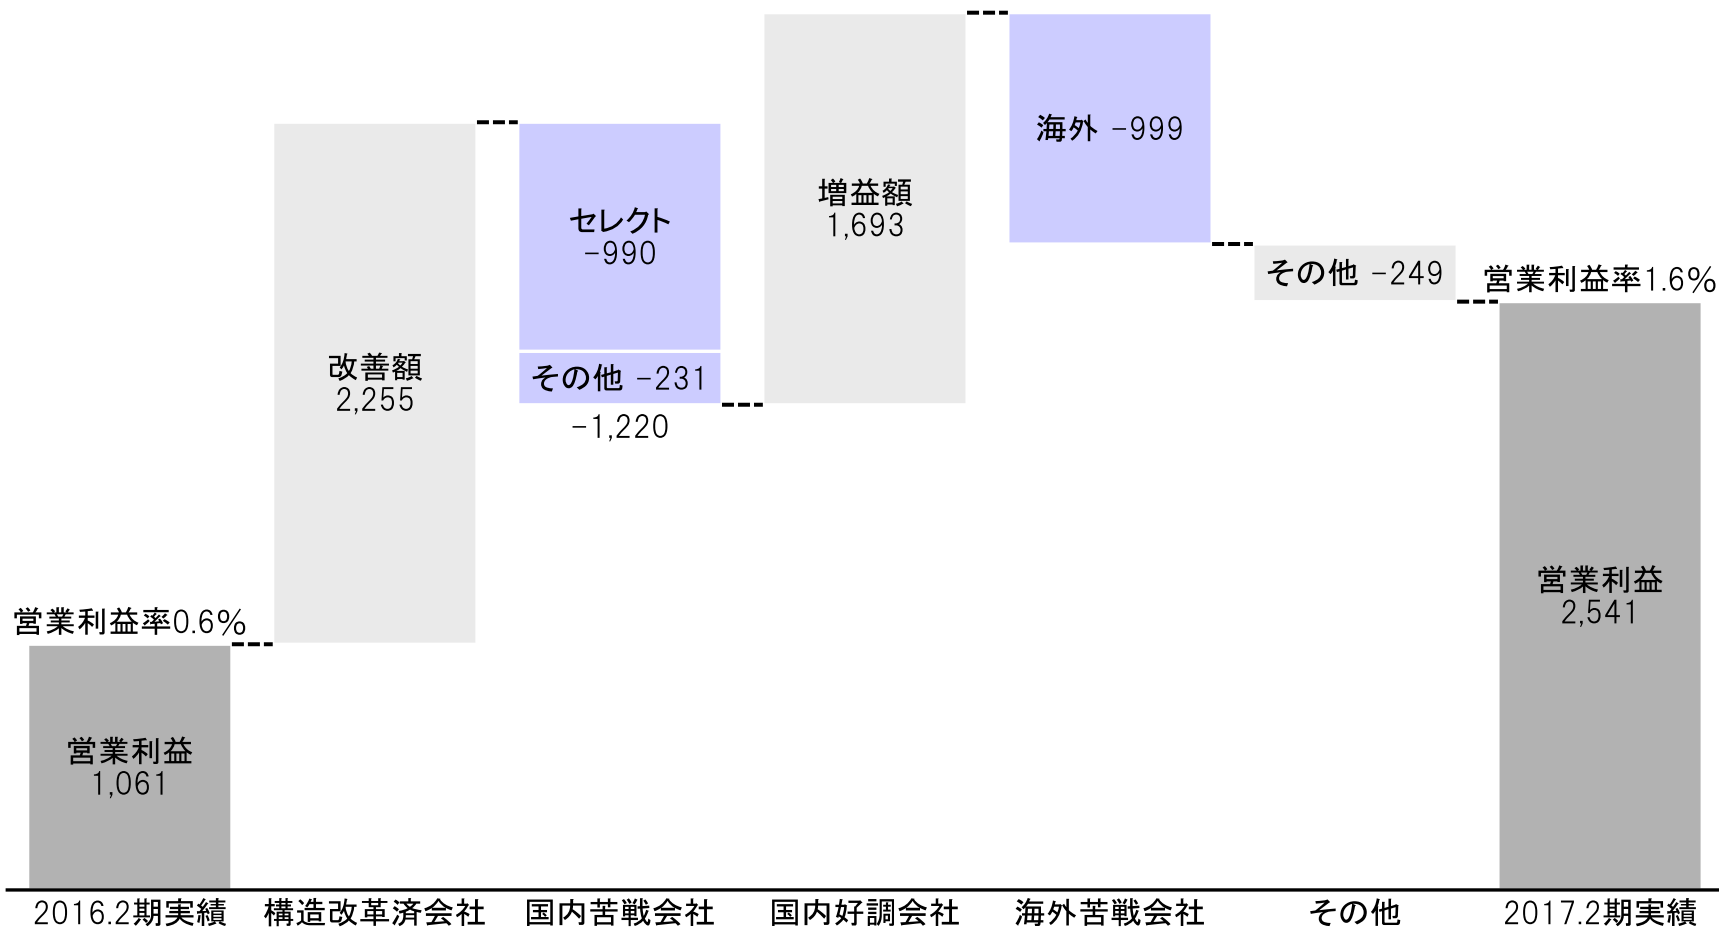 営業利益率0.6%
営業利益
1,061
2016.2期実績
改善額
2,255
構造改革済会社
セレクト
-990
その他 -231
-1,220
国内苦戦会社
増益額
1,693
国内好調会社
海外 -999
海外苦戦会社
その他 -249
その他
営業利益率1.6%
営業利益
2,541
2017.2期実績